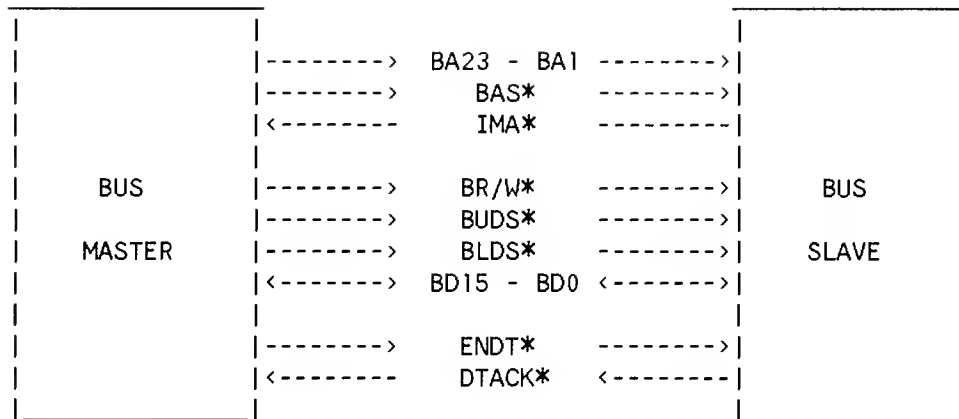 BA23 - BA1
BAS*
IMA*
BUS BR/W* BUS
BUDS*
MASTER BLDS* SLAVE
BD15 - BD0
ENDT*
DTACK*